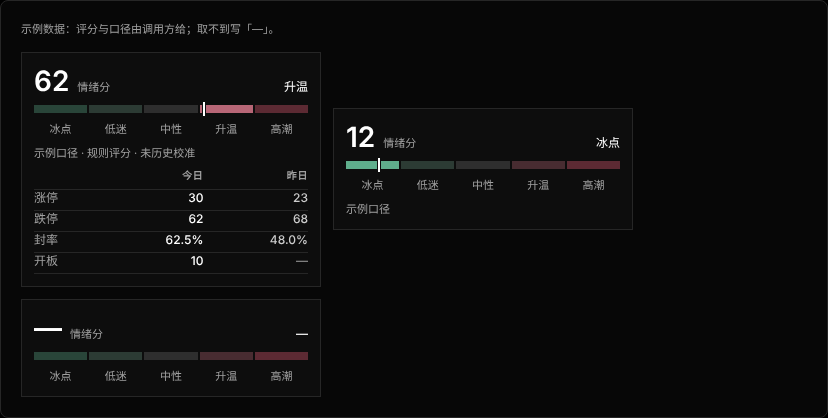 示例数据：评分与口径由调用方给；取不到写「—」。
62 情绪分 升温
冰点 低迷 中性 升温 高潮
示例口径 · 规则评分 · 未历史校准
今日 昨日
涨停 30 23
跌停 62 68
封率 62.5% 48.0%
开板 10 —
12 情绪分 冰点
冰点 低迷 中性 升温 高潮
示例口径
— 情绪分 —
冰点 低迷 中性 升温 高潮